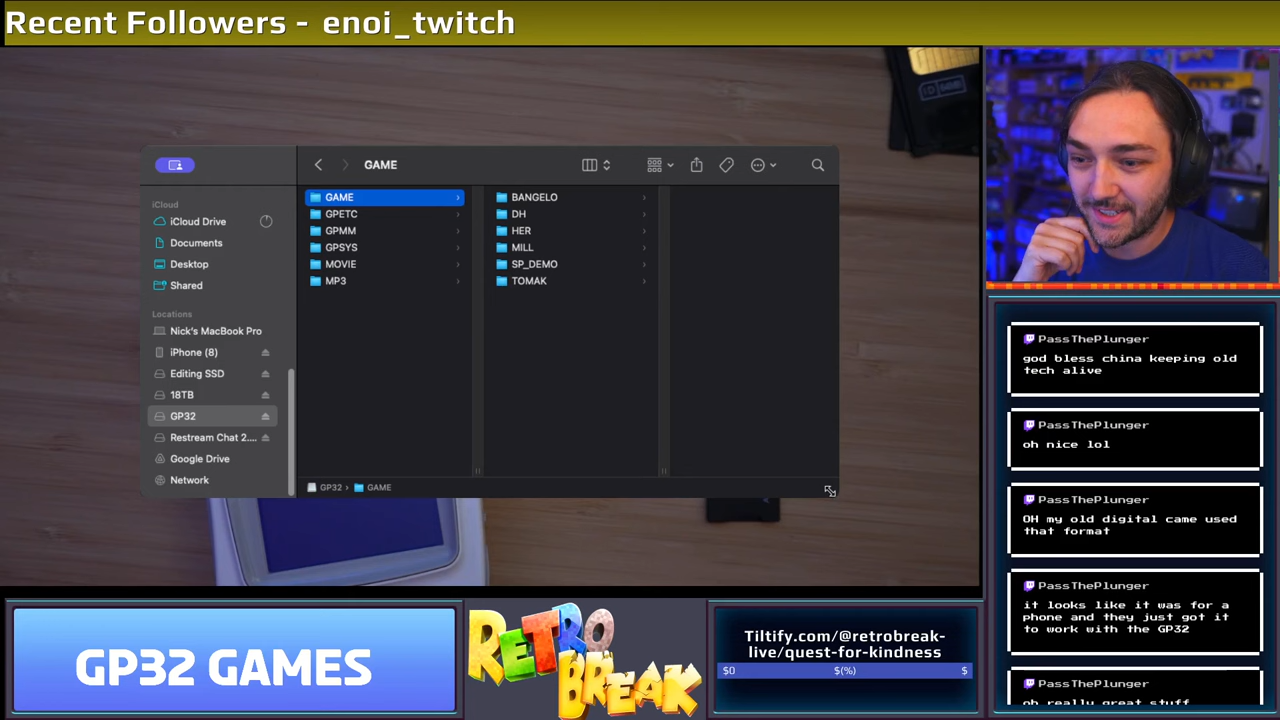 Recent Followers - enoi_twitch
GAME
iCloud
iCloud Drive
Documents
Desktop
Shared
Locations
Nick's MacBook Pro
iPhone (8)
Editing SSD
18TB
GP32
Restream Chat 2....
Google Drive
Network
GAME
GPETC
GPMM
GPSYS
MOVIE
MP3
BANGELO
DH
HER
MILL
SP_DEMO
TOMAK
GP32 › GAME
PassThePlunger
god bless china keeping old
tech alive
PassThePlunger
oh nice lol
PassThePlunger
OH my old digital came used
that format
PassThePlunger
it looks like it was for a
phone and they just got it
to work with the GP32
PassThePlunger
oh really great stuff
GP32 GAMES
RETRO
BREAK
Tiltify.com/@retrobreak-
live/quest-for-kindness
$0 $(%) $